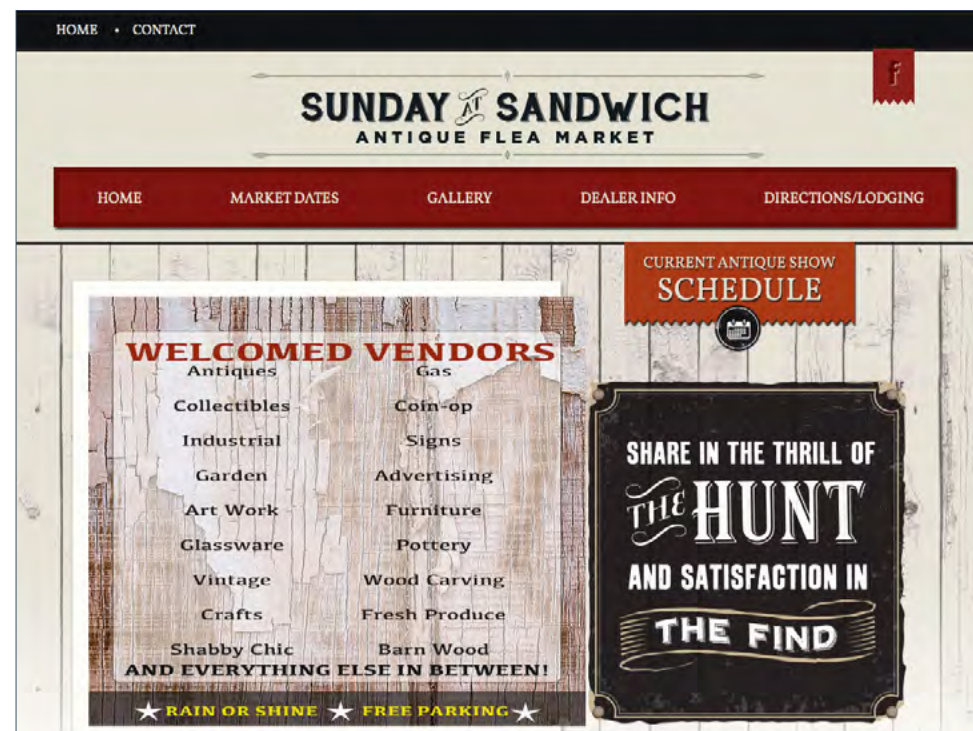 HOME • CONTACT
f
SUNDAY AT SANDWICH
ANTIQUE FLEA MARKET
HOME MARKET DATES GALLERY DEALER INFO DIRECTIONS/LODGING
CURRENT ANTIQUE SHOW
SCHEDULE
WELCOMED VENDORS
Antiques Gas
Collectibles Coin-op
Industrial Signs
Garden Advertising
Art Work Furniture
Glassware Pottery
Vintage Wood Carving
Crafts Fresh Produce
Shabby Chic Barn Wood
AND EVERYTHING ELSE IN BETWEEN!
RAIN OR SHINE FREE PARKING
SHARE IN THE THRILL OF
THE HUNT
AND SATISFACTION IN
THE FIND